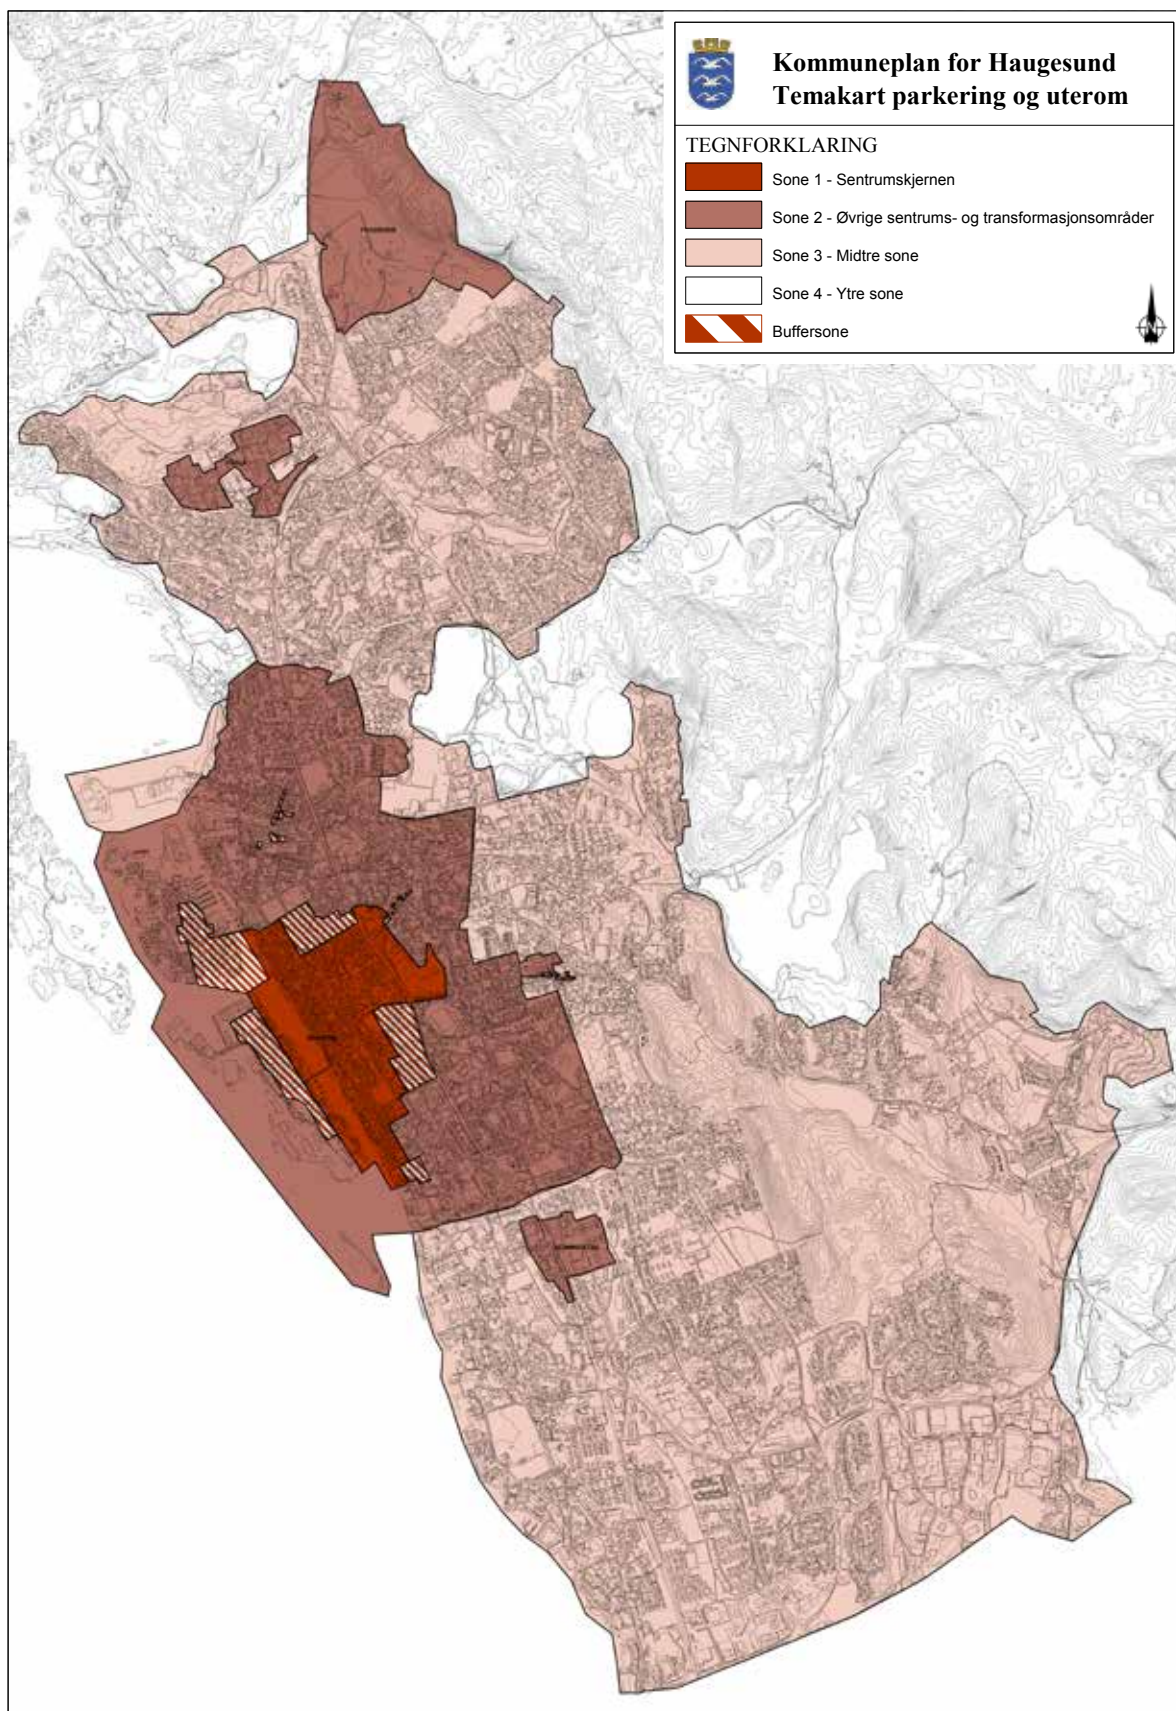 Kommuneplan for Haugesund
Temakart parkering og uterom
TEGNFORKLARING
Sone 1 - Sentrumskjernen
Sone 2 - Øvrige sentrums- og transformasjonsområder
Sone 3 - Midtre sone
Sone 4 - Ytre sone
Buffersone
N